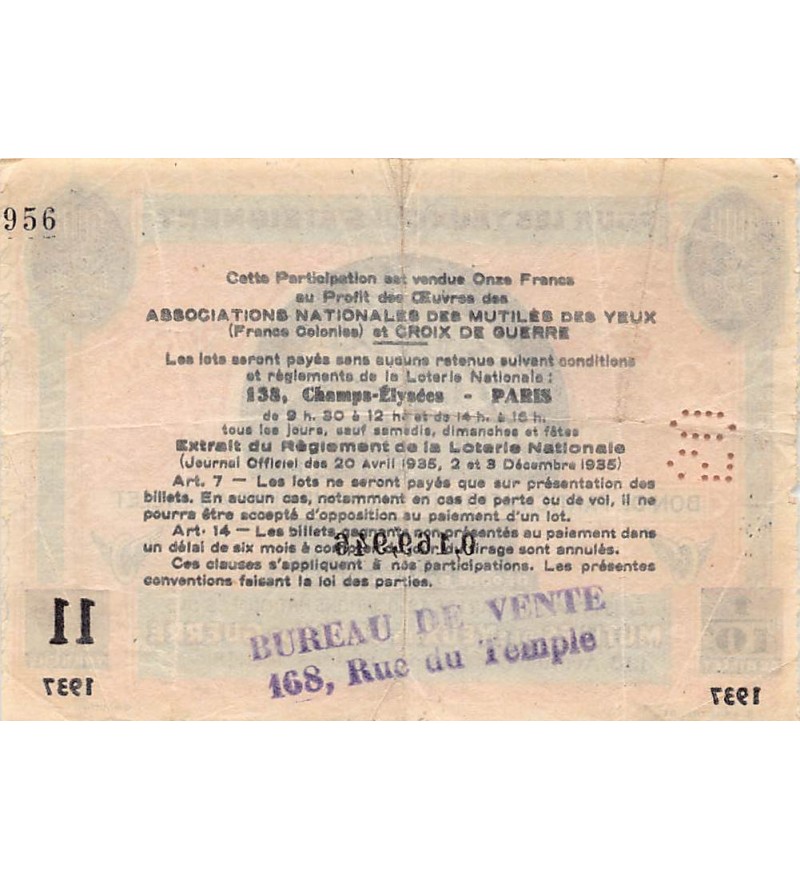 956
Cette Participation est vendue Onze Francs
au Profit des Œuvres des
ASSOCIATIONS NATIONALES DES MUTILÉS DES YEUX
(France Colonies) et CROIX DE GUERRE
Les lots seront payés sans aucune retenue suivant conditions
et règlements de la Loterie Nationale :
138, Champs-Élysées - PARIS
de 9 h. 30 à 12 h. et de 14 h. à 16 h.
tous les jours, sauf samedis, dimanches et fêtes
Extrait du Règlement de la Loterie Nationale
(Journal Officiel des 20 Avril 1935, 2 et 3 Décembre 1935)
Art. 7 — Les lots ne seront payés que sur présentation des
billets. En aucun cas, notamment en cas de perte ou de vol, il ne
pourra être accepté d'opposition au paiement d'un lot.
Art. 14 — Les billets gagnants non présentés au paiement dans
un délai de six mois à compter du jour du tirage sont annulés.
0,169,946
Ces clauses s'appliquent à nos participations. Les présentes
conventions faisant la loi des parties.
BUREAU DE VENTE
168, Rue du Temple
11
1937
1937